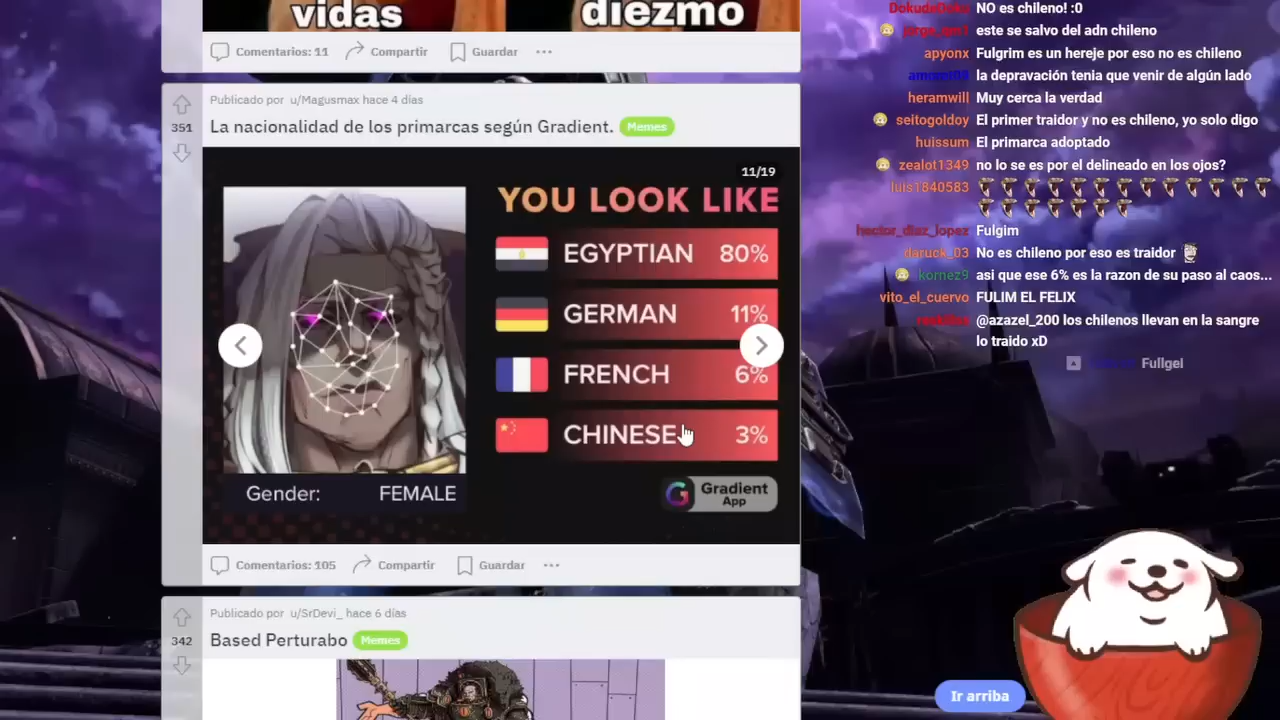 vidas
diezmo
Comentarios: 11 Compartir Guardar
Publicado por u/Magusmax hace 4 días
351
La nacionalidad de los primarcas según Gradient. Memes
11/19
YOU LOOK LIKE
EGYPTIAN 80%
GERMAN 11%
FRENCH 6%
CHINESE 3%
Gender: FEMALE
Gradient
App
Comentarios: 105 Compartir Guardar
Publicado por u/SrDevi_ hace 6 días
342
Based Perturabo Memes
NO es chileno! :0
este se salvo del adn chileno
apyonx Fulgrim es un hereje por eso no es chileno
la depravación tenia que venir de algún lado
heramwill Muy cerca la verdad
seitogoldoy El primer traidor y no es chileno, yo solo digo
huissum El primarca adoptado
zealot1349 no lo se es por el delineado en los ojos?
luis1840583
hector_diaz_lopez Fulgim
daruck_03 No es chileno por eso es traidor
kornez9 asi que ese 6% es la razon de su paso al caos...
vito_el_cuervo FULIM EL FELIX
@azazel_200 los chilenos llevan en la sangre
lo traido xD
Fullgel
Ir arriba